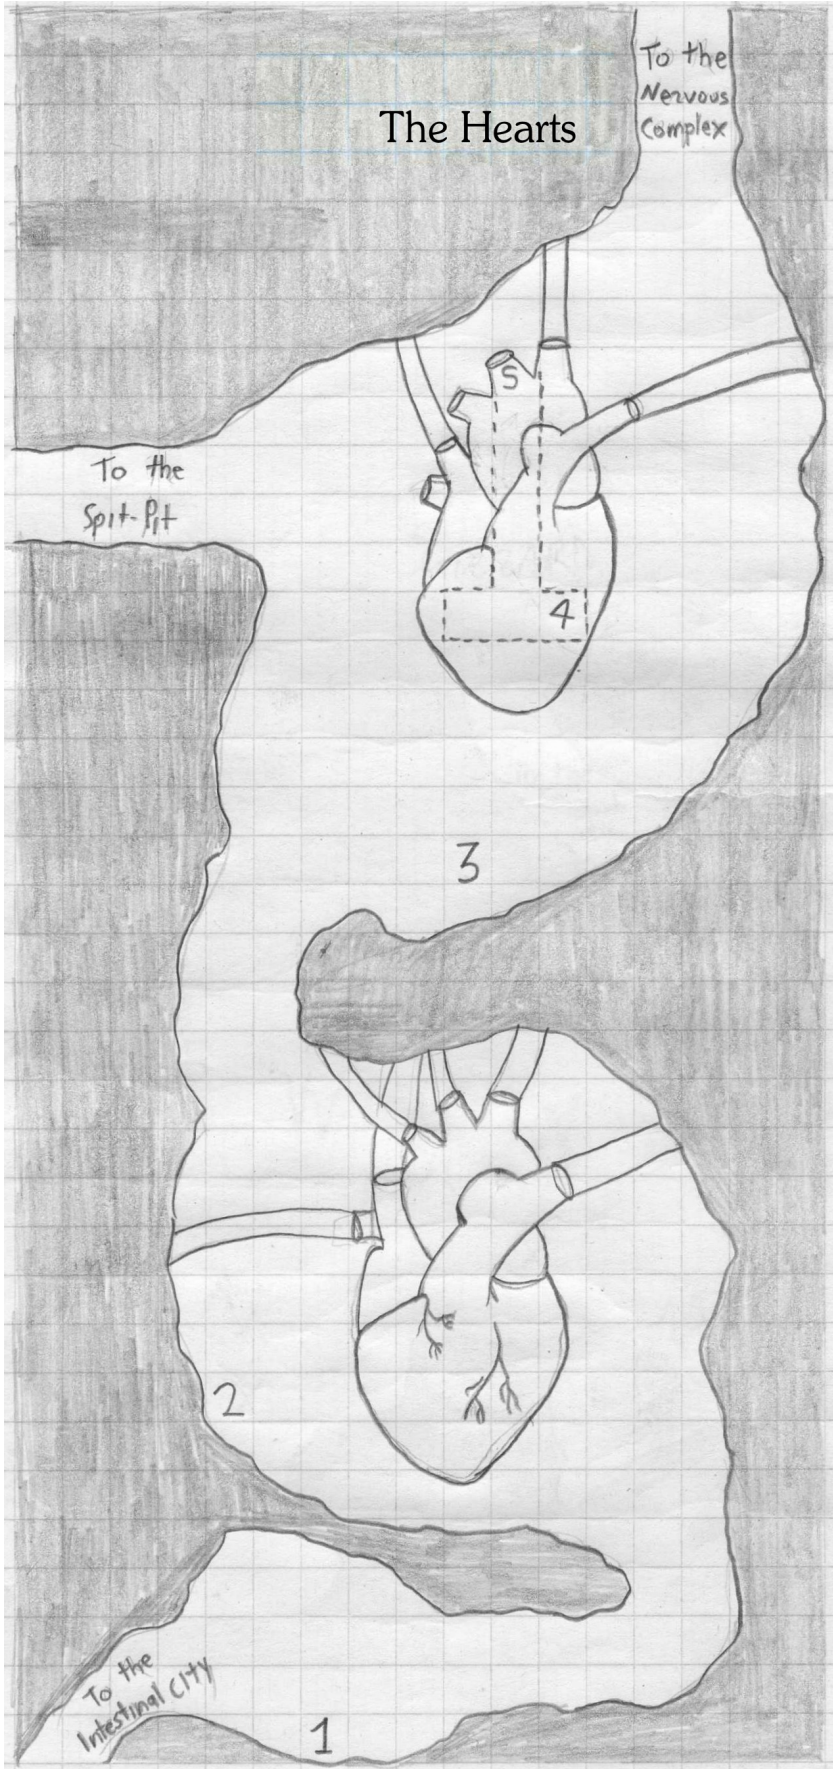 To the
Nervous
Complex
The Hearts
5
To the
Spit-Pit
4
3
2
To the
Intestinal City
1